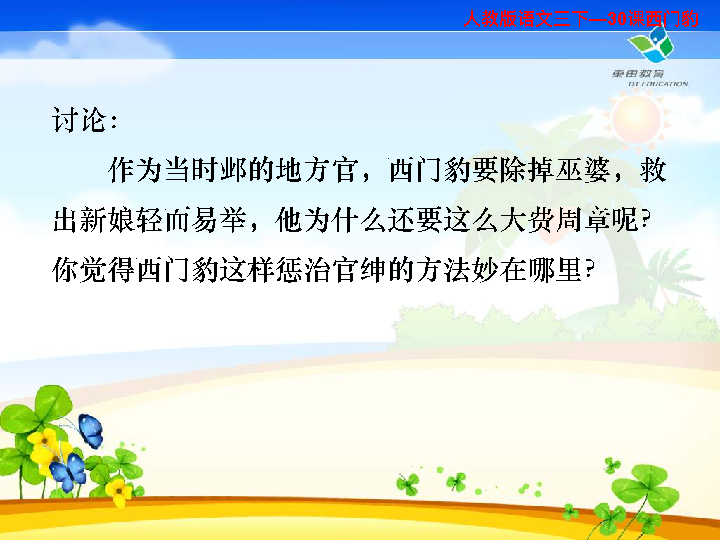 人教版语文三下—30课西门豹
东田教育
DT EDUCATION
讨论：
作为当时邺的地方官，西门豹要除掉巫婆，救
出新娘轻而易举，他为什么还要这么大费周章呢？
你觉得西门豹这样惩治官绅的方法妙在哪里？